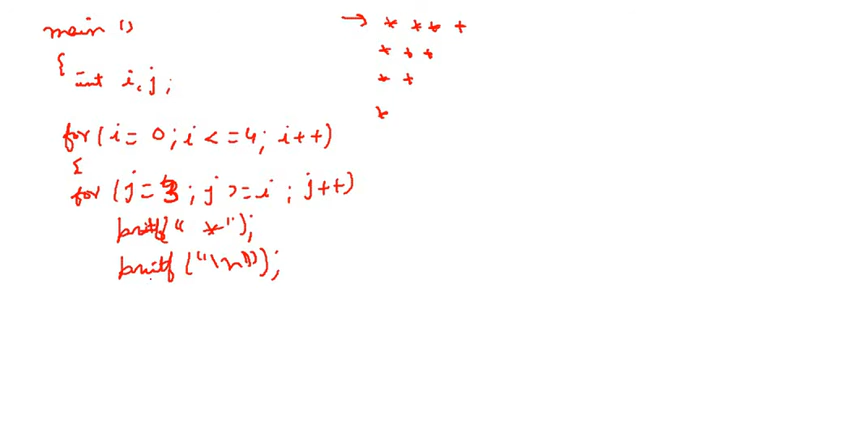 main ()
{
int i,j;
for(i=0;i<=4;i++)
{
for(j=3;j>=i;j++)
printf("*");
printf("\n");
→ * * * *
* * *
* *
*